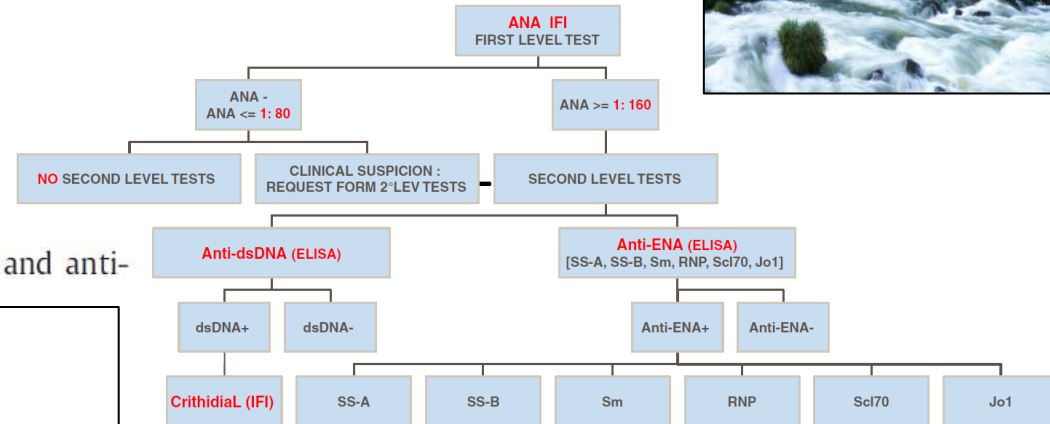 ANA IFI
FIRST LEVEL TEST
ANA -
ANA <= 1: 80
ANA >= 1: 160
NO SECOND LEVEL TESTS
CLINICAL SUSPICION :
REQUEST FORM 2°LEV TESTS
-
SECOND LEVEL TESTS
and anti-
Anti-dsDNA (ELISA)
Anti-ENA (ELISA)
[SS-A, SS-B, Sm, RNP, Scl70, Jo1]
dsDNA+
dsDNA-
Anti-ENA+
Anti-ENA-
CrithidiaL (IFI)
SS-A
SS-B
Sm
RNP
Scl70
Jo1